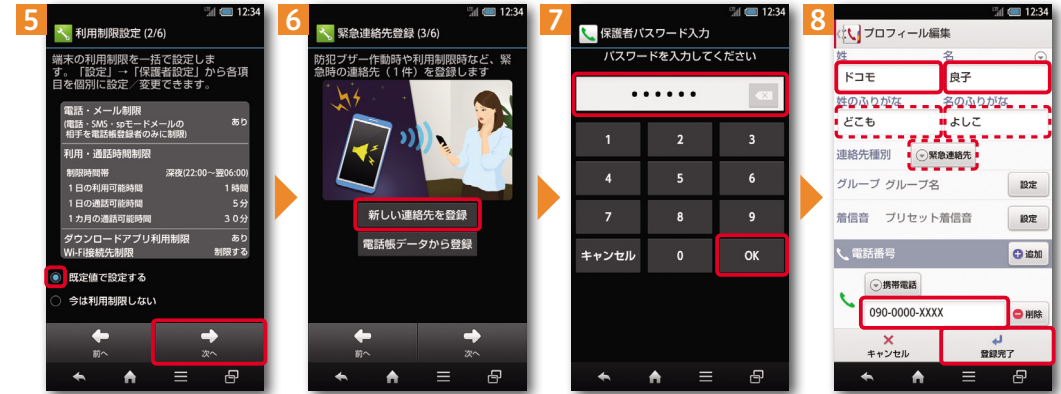 5
12:34
利用制限設定 (2/6)
端末の利用制限を一括で設定しま
す。「設定」→「保護者設定」から各項
目を個別に設定／変更できます。
電話・メール制限
(電話・SMS・spモードメールの
相手を電話帳登録者のみに制限)
あり
利用・通話時間制限
制限時間帯 深夜(22:00～翌06:00)
1日の利用可能時間 1時間
1日の通話可能時間 5分
1カ月の通話可能時間 30分
ダウンロードアプリ利用制限 あり
Wi-Fi接続先制限 制限する
既定値で設定する
今は利用制限しない
前へ
次へ
6
12:34
緊急連絡先登録 (3/6)
防犯ブザー動作時や利用制限時など、緊
急時の連絡先（1件）を登録します
新しい連絡先を登録
電話帳データから登録
前へ
次へ
7
12:34
保護者パスワード入力
パスワードを入力してください
••••••
1 2 3
4 5 6
7 8 9
キャンセル 0 OK
8
12:34
プロフィール編集
姓 名
ドコモ 良子
姓のふりがな 名のふりがな
どこも よしこ
連絡先種別 緊急連絡先
グループ グループ名 設定
着信音 プリセット着信音 設定
電話番号 追加
携帯電話
090-0000-XXXX 削除
キャンセル 登録完了